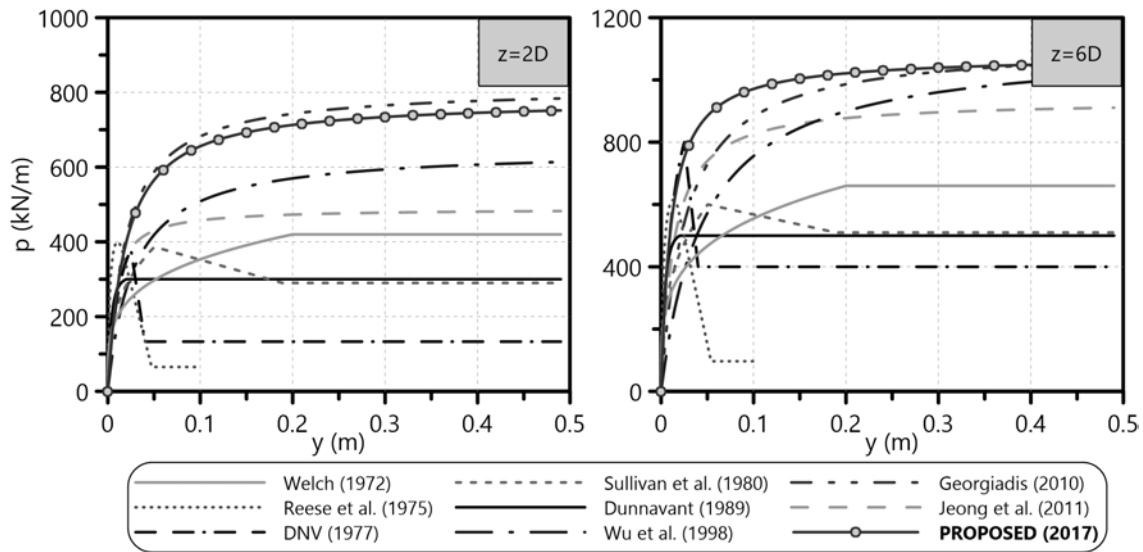 1000
800
600
400
200
0
p (kN/m)
0 0.1 0.2 0.3 0.4 0.5
y (m)
z=2D
1200
800
400
0
0 0.1 0.2 0.3 0.4 0.5
y (m)
z=6D
Welch (1972) Sullivan et al. (1980) Georgiadis (2010)
Reese et al. (1975) Dunnavant (1989) Jeong et al. (2011)
DNV (1977) Wu et al. (1998) PROPOSED (2017)